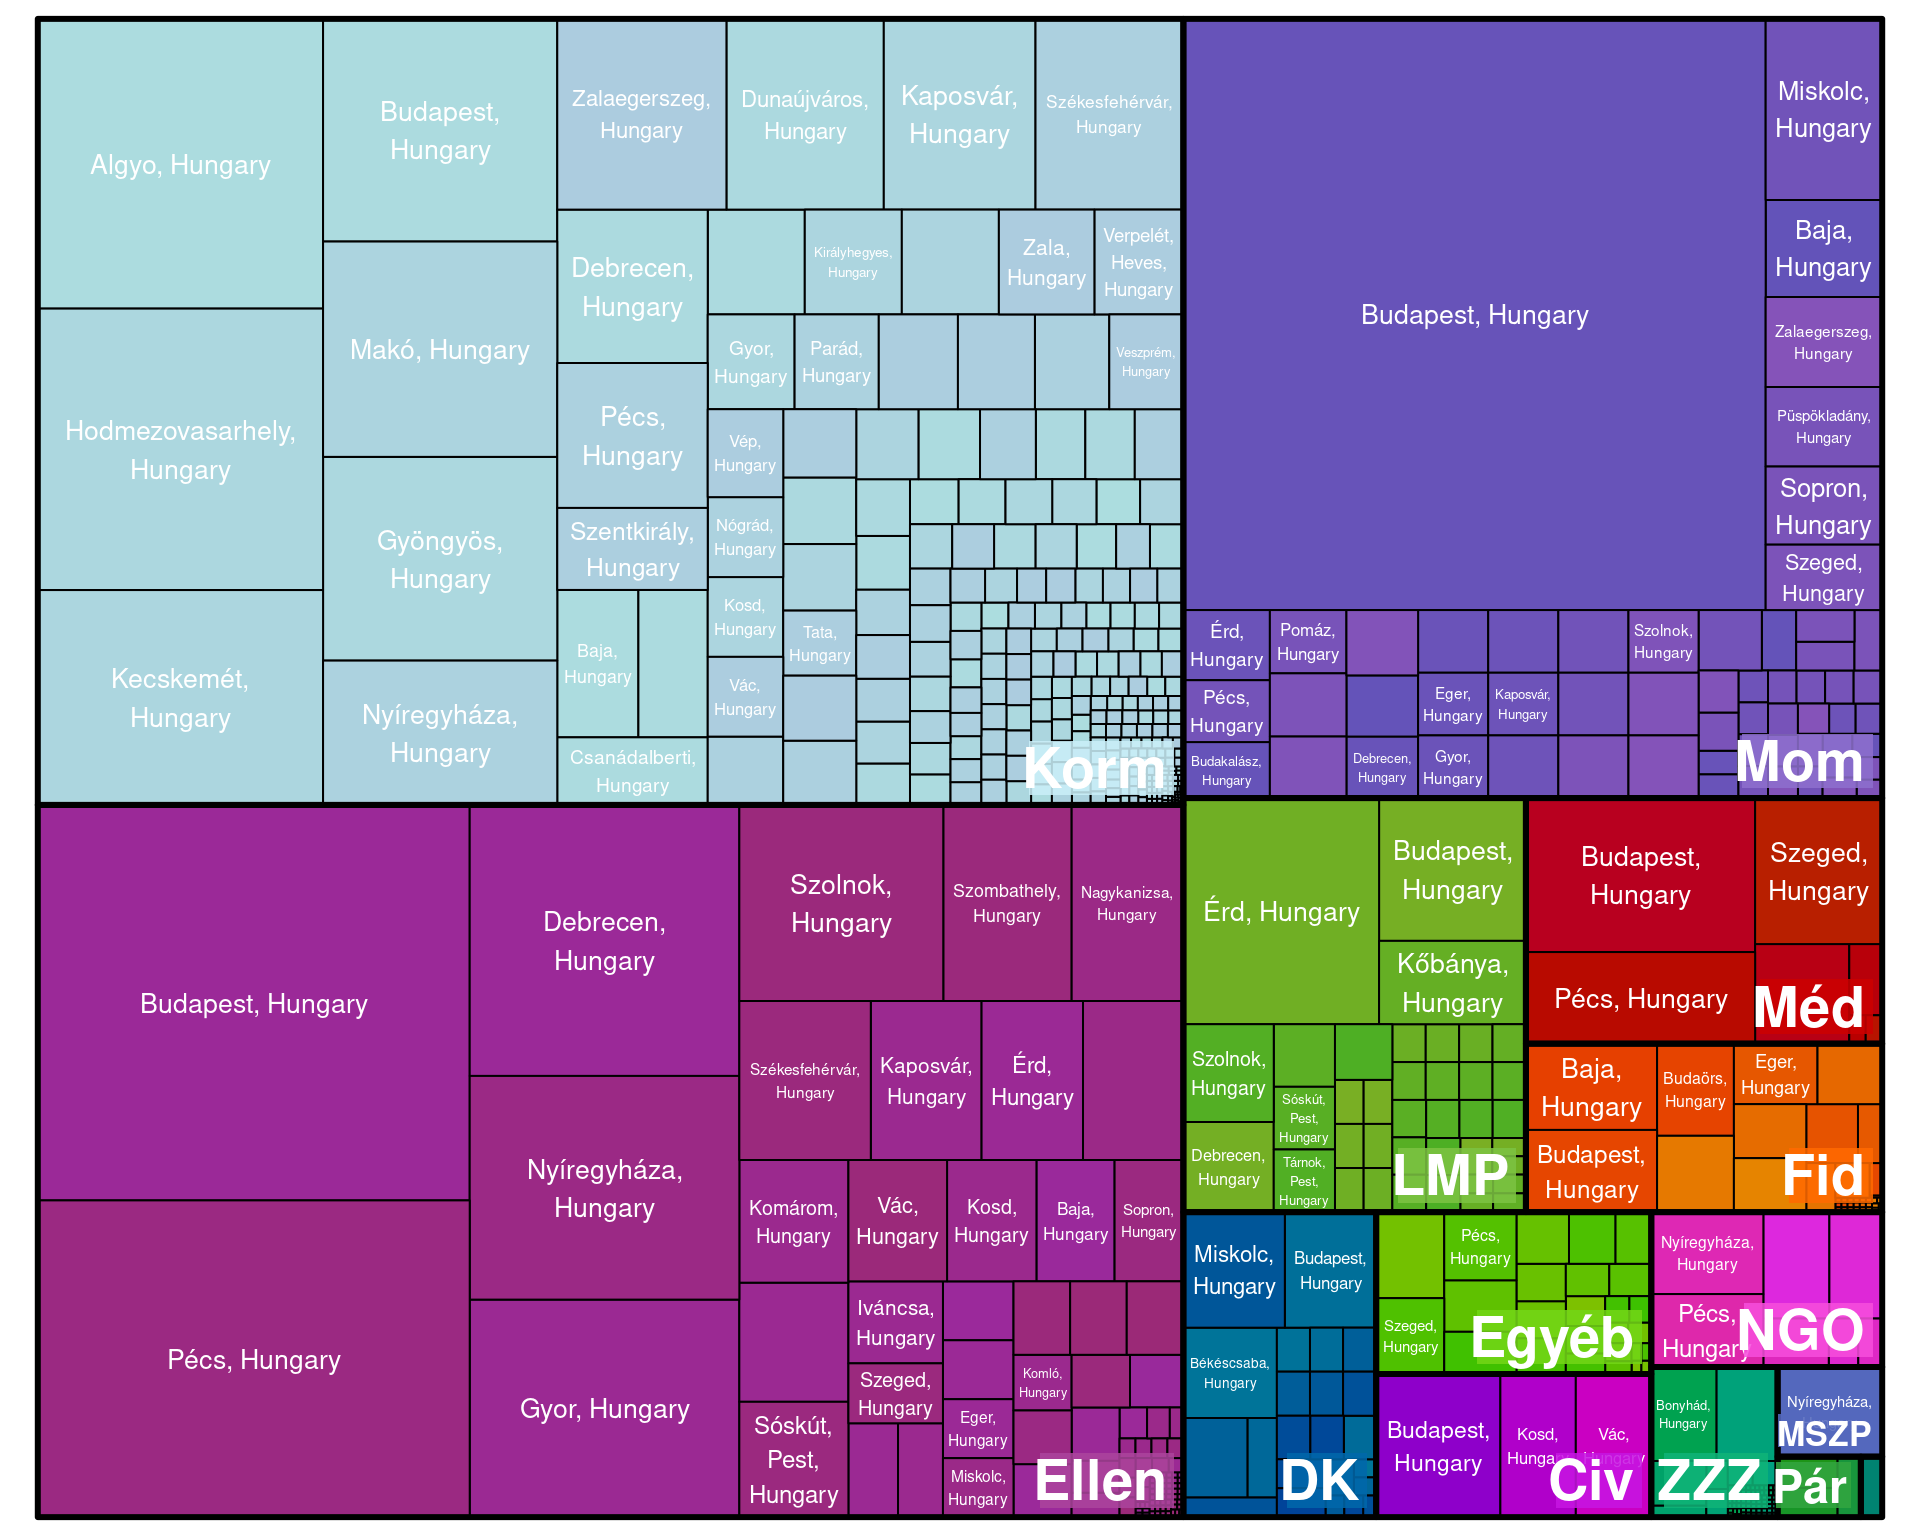 Algyo, Hungary
Budapest,
Hungary
Zalaegerszeg,
Hungary
Dunaújváros,
Hungary
Kaposvár,
Hungary
Székesfehérvár,
Hungary
Hodmezovasarhely,
Hungary
Makó, Hungary
Debrecen,
Hungary
Királyhegyes,
Hungary
Zala,
Hungary
Verpelét,
Heves,
Hungary
Gyor,
Hungary
Parád,
Hungary
Veszprém,
Hungary
Pécs,
Hungary
Vép,
Hungary
Kecskemét,
Hungary
Gyöngyös,
Hungary
Szentkirály,
Hungary
Nógrád,
Hungary
Kosd,
Hungary
Tata,
Hungary
Nyíregyháza,
Hungary
Baja,
Hungary
Vác,
Hungary
Csanádalberti,
Hungary
Korm
Budapest, Hungary
Miskolc,
Hungary
Baja,
Hungary
Zalaegerszeg,
Hungary
Püspökladány,
Hungary
Sopron,
Hungary
Szeged,
Hungary
Érd,
Hungary
Pomáz,
Hungary
Szolnok,
Hungary
Pécs,
Hungary
Eger,
Hungary
Kaposvár,
Hungary
Budakalász,
Hungary
Debrecen,
Hungary
Gyor,
Hungary
Mom
Budapest, Hungary
Pécs, Hungary
Debrecen,
Hungary
Nyíregyháza,
Hungary
Gyor, Hungary
Szolnok,
Hungary
Szombathely,
Hungary
Nagykanizsa,
Hungary
Székesfehérvár,
Hungary
Kaposvár,
Hungary
Érd,
Hungary
Komárom,
Hungary
Vác,
Hungary
Kosd,
Hungary
Baja,
Hungary
Sopron,
Hungary
Iváncsa,
Hungary
Szeged,
Hungary
Komló,
Hungary
Sóskút,
Pest,
Hungary
Eger,
Hungary
Miskolc,
Hungary
Ellen
Érd, Hungary
Budapest,
Hungary
Kőbánya,
Hungary
Szolnok,
Hungary
Sóskút,
Pest,
Hungary
Debrecen,
Hungary
Tárnok,
Pest,
Hungary
LMP
Budapest,
Hungary
Szeged,
Hungary
Pécs, Hungary
Méd
Baja,
Hungary
Budaörs,
Hungary
Eger,
Hungary
Budapest,
Hungary
Fid
Miskolc,
Hungary
Budapest,
Hungary
Békéscsaba,
Hungary
DK
Pécs,
Hungary
Szeged,
Hungary
Egyéb
Nyíregyháza,
Hungary
Pécs,
Hungary
NGO
Budapest,
Hungary
Kosd,
Hungary
Vác,
Hungary
Civ
Bonyhád,
Hungary
ZZZ
Nyíregyháza,
MSZP
Pár